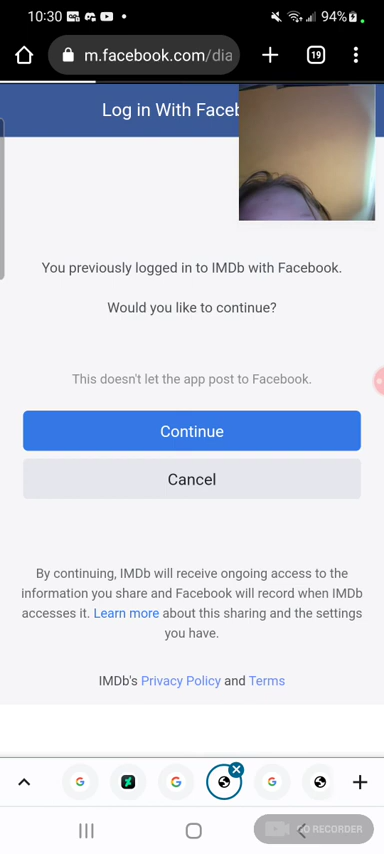 10:30
94%
m.facebook.com/dia
19
Log in With Faceb
You previously logged in to IMDb with Facebook.
Would you like to continue?
This doesn't let the app post to Facebook.
Continue
Cancel
By continuing, IMDb will receive ongoing access to the
information you share and Facebook will record when IMDb
accesses it. Learn more about this sharing and the settings
you have.
IMDb's Privacy Policy and Terms
GO RECORDER